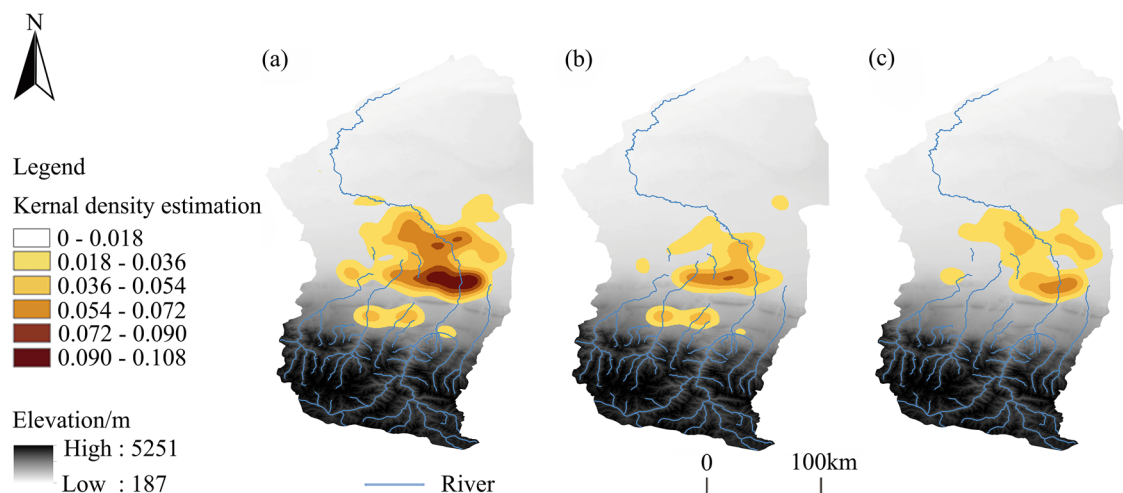 N
(a)
(b)
(c)
Legend
Kernal density estimation
0 - 0.018
0.018 - 0.036
0.036 - 0.054
0.054 - 0.072
0.072 - 0.090
0.090 - 0.108
Elevation/m
High : 5251
Low : 187
River
0 100km